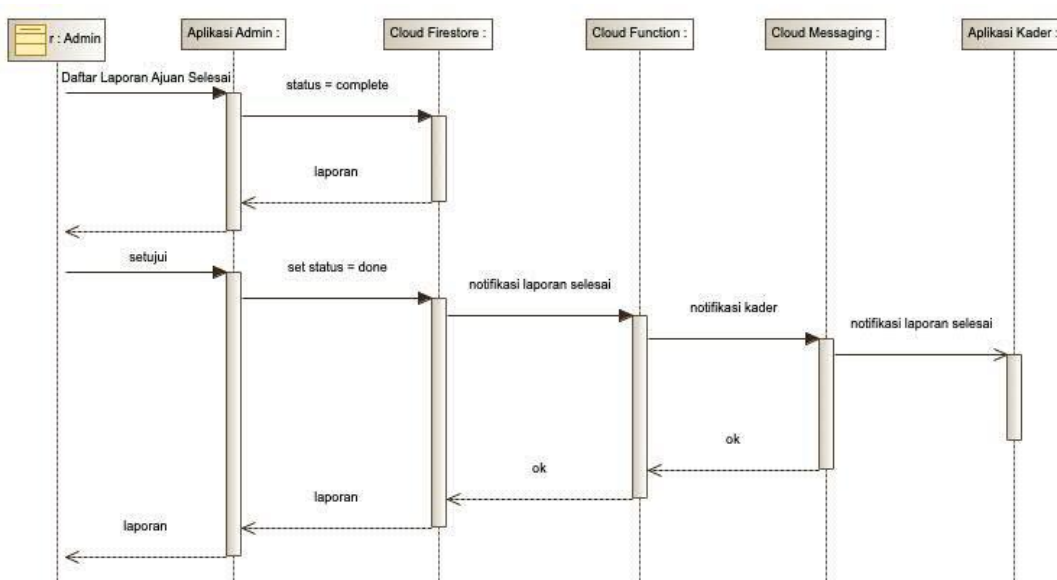 r : Admin
Aplikasi Admin :
Cloud Firestore :
Cloud Function :
Cloud Messaging :
Aplikasi Kader :
Daftar Laporan Ajuan Selesai
status = complete
laporan
setujui
set status = done
notifikasi laporan selesai
notifikasi kader
notifikasi laporan selesai
ok
ok
laporan
laporan